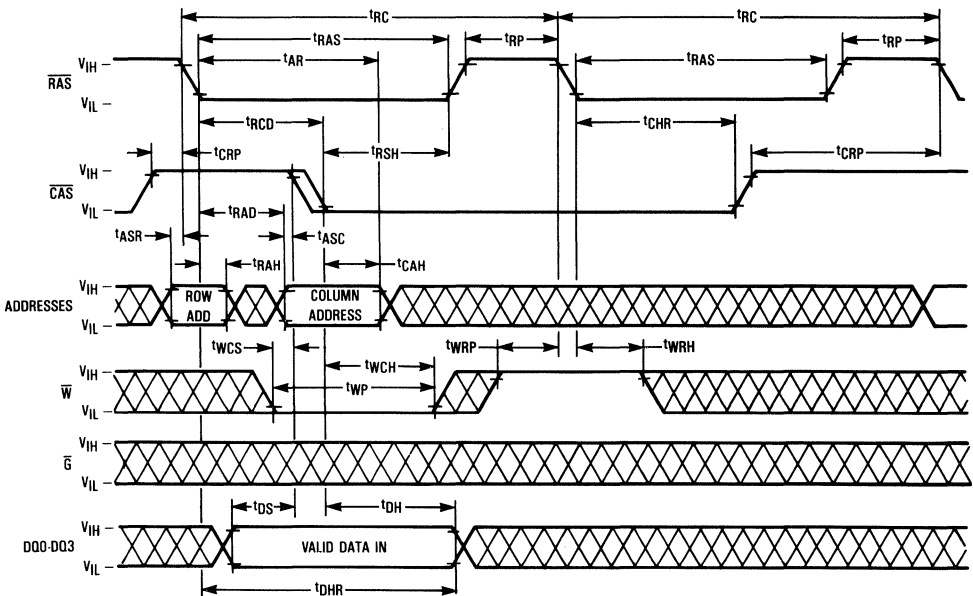 tRC tRC
tRAS tRP tRP
tAR tRAS
VIH
RAS
VIL
tRCD tCHR
tCRP tRSH tCRP
VIH
CAS
VIL
tRAD
tASR tASC
tRAH tCAH
VIH
ADDRESSES ROW ADD COLUMN ADDRESS
VIL
tWCS tWCH tWRP tWRH
tWP
VIH
W
VIL
VIH
G
VIL
tDS tDH
VIH
DQ0-DQ3 VALID DATA IN
VIL
tDHR